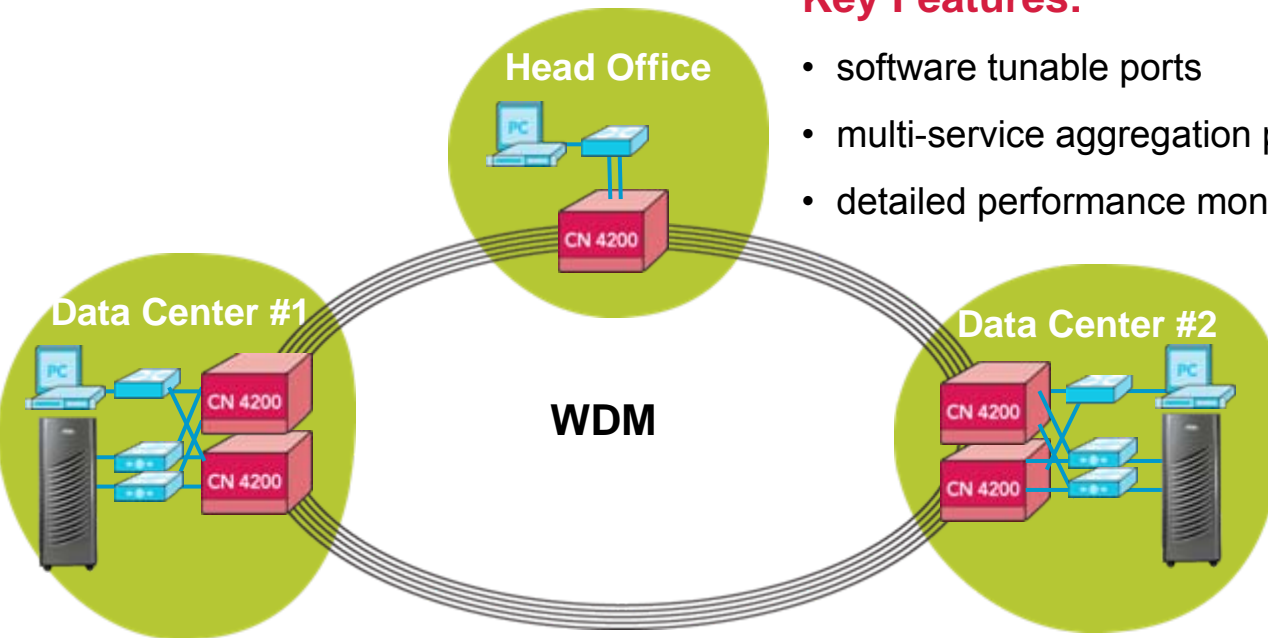 Key Features:
• software tunable ports
• multi-service aggregation
• detailed performance
Head Office
PC
CN 4200
Data Center #1
PC
CN 4200
CN 4200
WDM
Data Center #2
PC
CN 4200
CN 4200